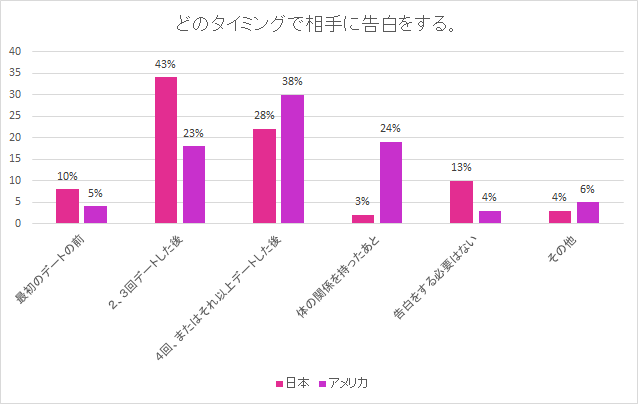 どのタイミングで相手に告白をする。
40
35
30
25
20
15
10
5
0
10%
5%
43%
23%
28%
38%
3%
24%
13%
4%
4%
6%
最初のデートの前
2、3回デートした後
4回、またはそれ以上デートした後
体の関係を持ったあと
告白をする必要はない
その他
日本 アメリカ